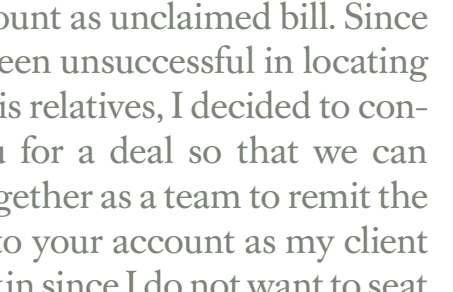 ount as unclaimed bill. Since
een unsuccessful in locating
is relatives, I decided to con-
u for a deal so that we can
gether as a team to remit the
to your account as my client
kin since I do not want to seat